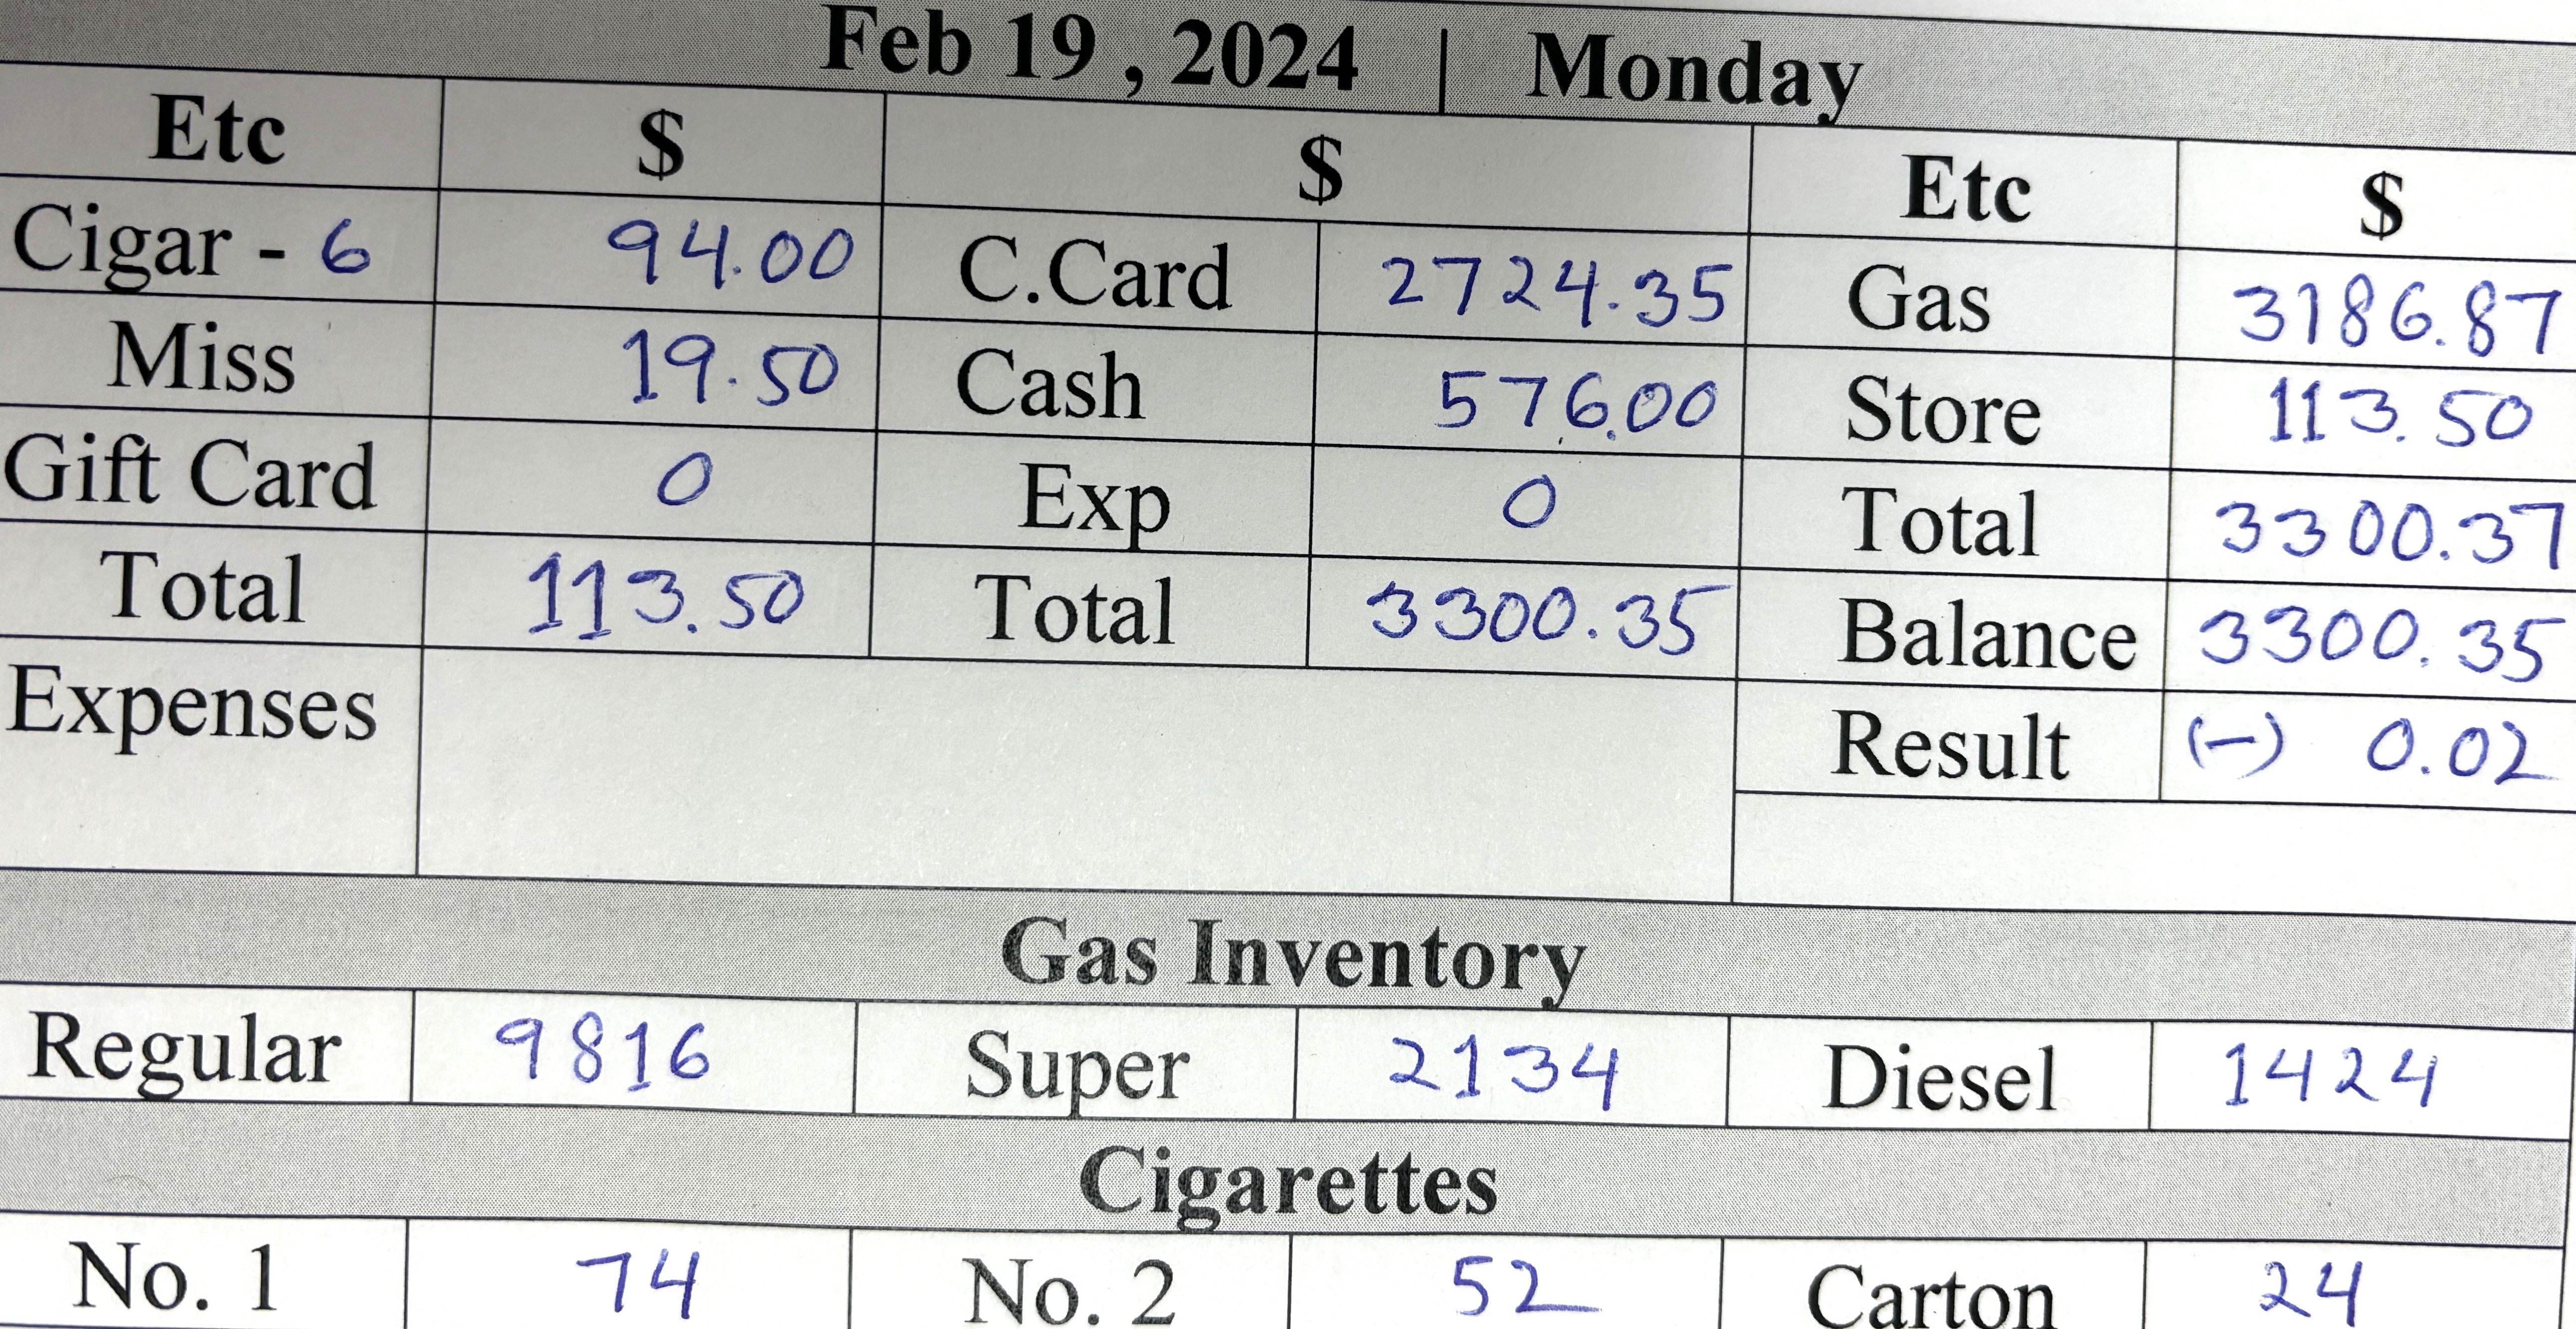 Feb 19 , 2024 | Monday
Etc $ $ Etc $
Cigar - 6 94.00 C.Card 2724.35 Gas 3186.87
Miss 19.50 Cash 576.00 Store 113.50
Gift Card 0 Exp 0 Total 3300.37
Total 113.50 Total 3300.35 Balance 3300.35
Expenses Result (-) 0.02
Gas Inventory
Regular 9816 Super 2134 Diesel 1424
Cigarettes
No. 1 74 No. 2 52 Carton 24